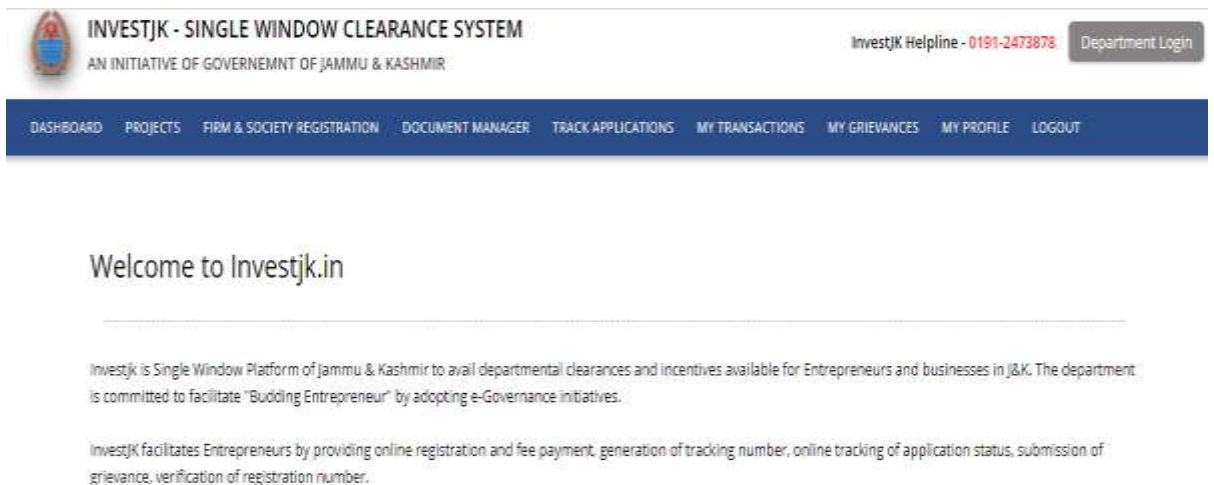 INVESTJK - SINGLE WINDOW CLEARANCE SYSTEM
AN INITIATIVE OF GOVERNEMNT OF JAMMU & KASHMIR
InvestJK Helpline - 0191-2473878
Department Login
DASHBOARD PROJECTS FIRM & SOCIETY REGISTRATION DOCUMENT MANAGER TRACK APPLICATIONS MY TRANSACTIONS MY GRIEVANCES MY PROFILE LOGOUT
Welcome to Investjk.in
Investjk is Single Window Platform of Jammu & Kashmir to avail departmental clearances and incentives available for Entrepreneurs and businesses in J&K. The department
is committed to facilitate "Budding Entrepreneur" by adopting e-Governance initiatives.
InvestJK facilitates Entrepreneurs by providing online registration and fee payment, generation of tracking number, online tracking of application status, submission of
grievance, verification of registration number.